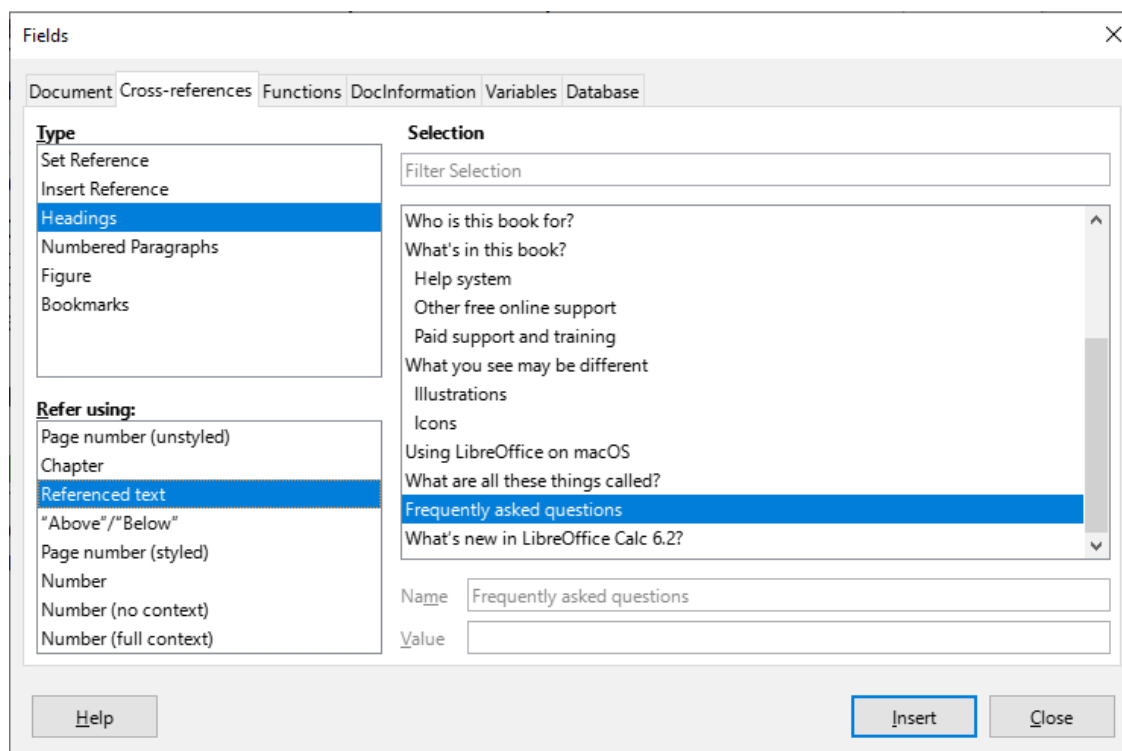 Fields
Document Cross-references Functions DocInformation Variables Database
Type
Set Reference
Insert Reference
Headings
Numbered Paragraphs
Figure
Bookmarks
Refer using:
Page number (unstyled)
Chapter
Referenced text
“Above”/“Below”
Page number (styled)
Number
Number (no context)
Number (full context)
Selection
Filter Selection
Who is this book for?
What's in this book?
Help system
Other free online support
Paid support and training
What you see may be different
Illustrations
Icons
Using LibreOffice on macOS
What are all these things called?
Frequently asked questions
What's new in LibreOffice Calc 6.2?
Name Frequently asked questions
Value
Help Insert Close